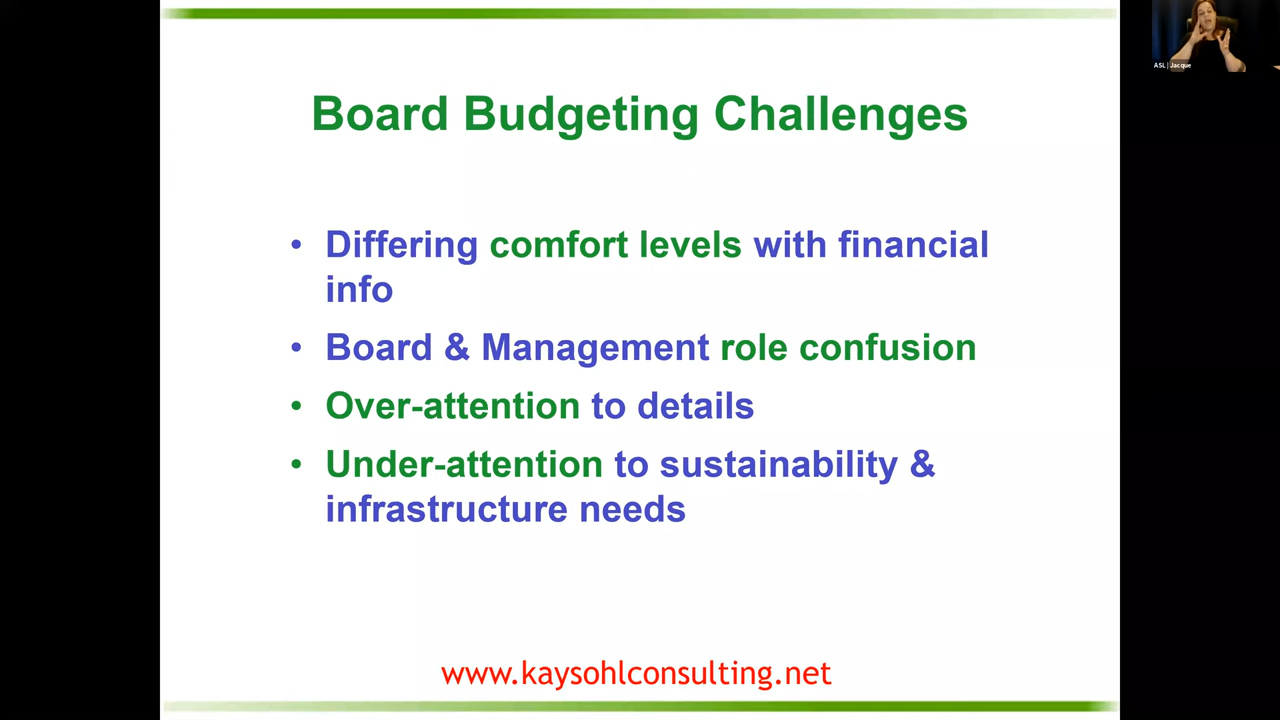 ASL | Jacque
Board Budgeting Challenges
• Differing comfort levels with financial
info
• Board & Management role confusion
• Over-attention to details
• Under-attention to sustainability &
infrastructure needs
www.kaysohlconsulting.net